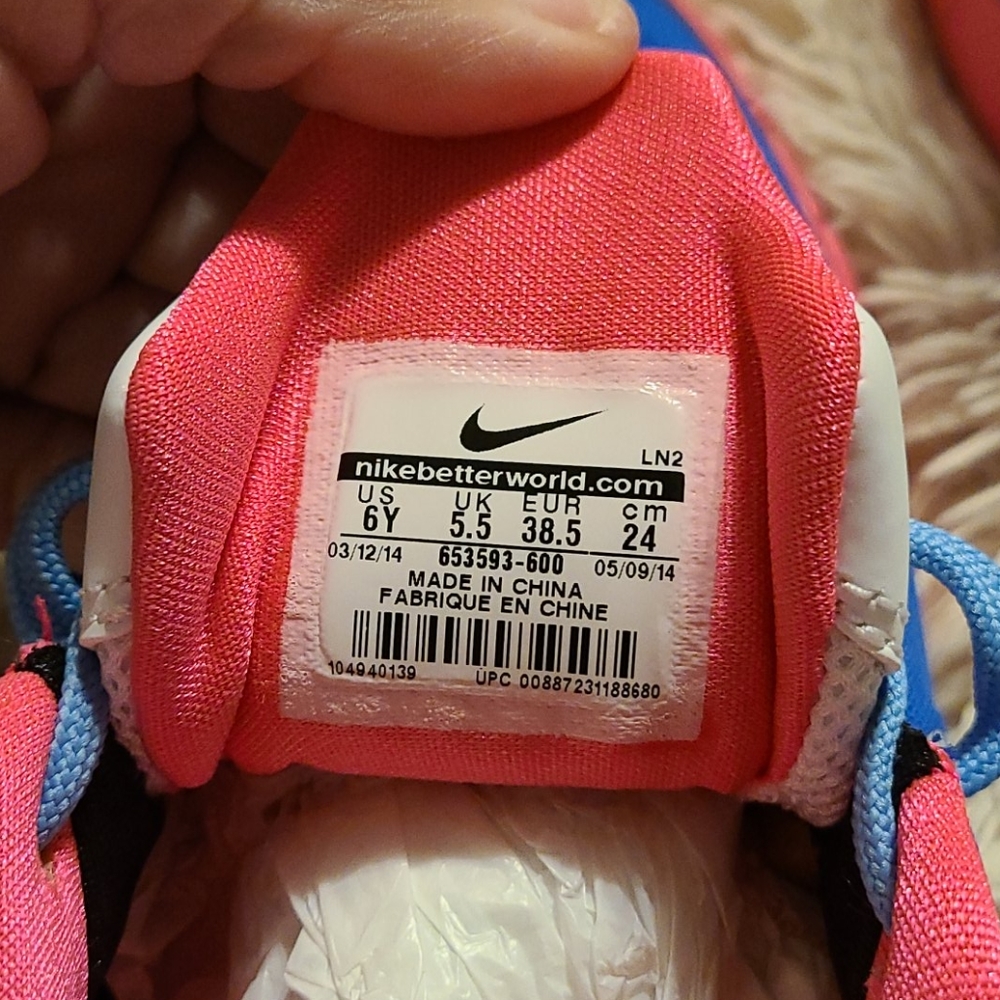 LN2
nikebetterworld.com
US UK EUR cm
6Y 5.5 38.5 24
03/12/14 653593-600 05/09/14
MADE IN CHINA
FABRIQUE EN CHINE
104940139 UPC 00887231188680